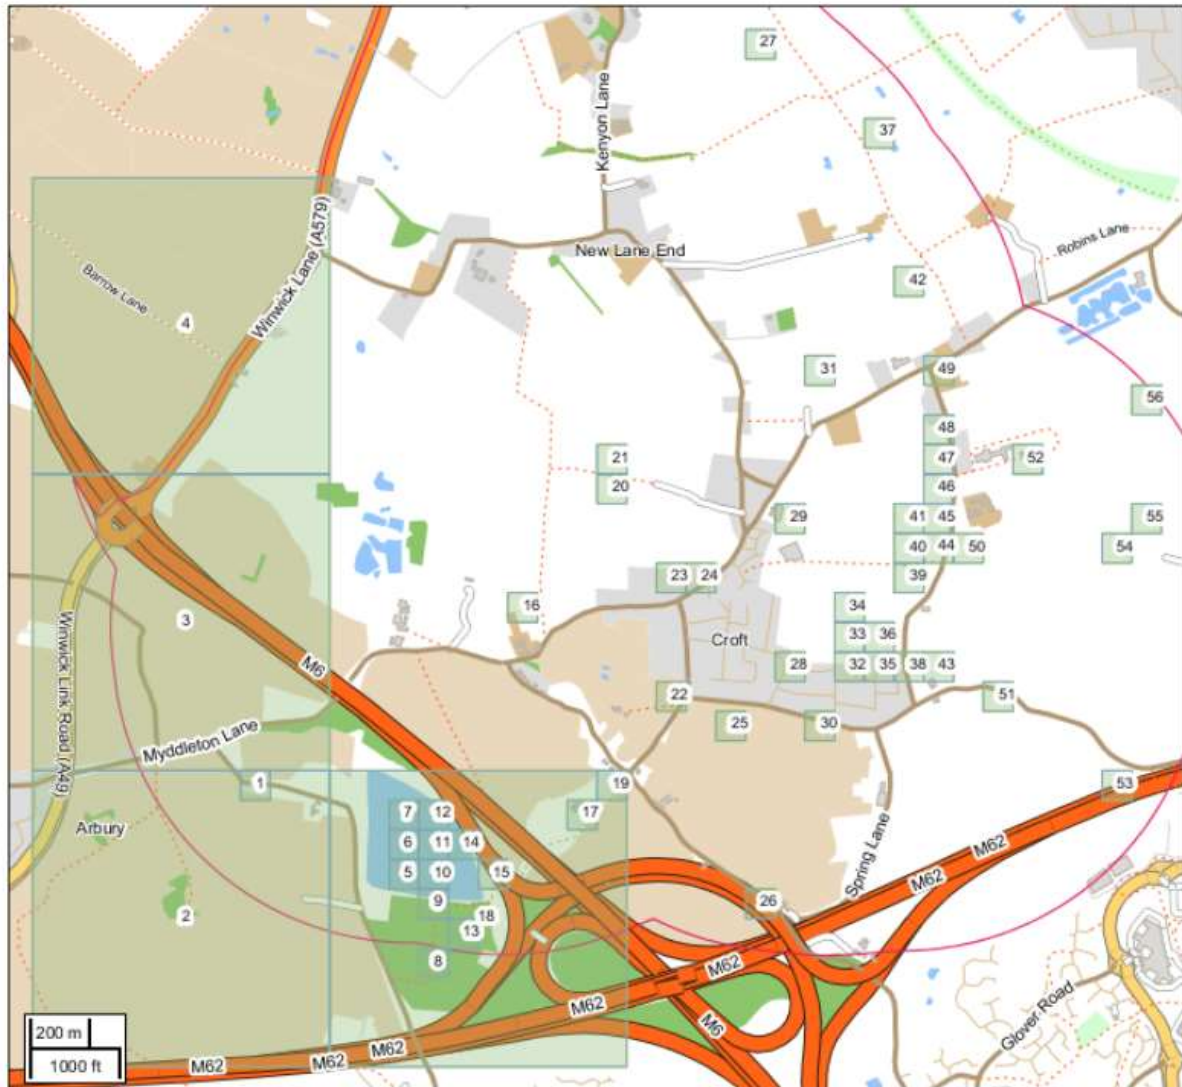 27
Kenyon Lane
37
Winwick Lane (A579)
New Lane End
Robins Lane
Barrow Lane
42
4
31
49
56
48
21
47
52
20
46
29
41
45
55
40
44
50
54
23
24
39
16
34
3
33
36
Croft
M6
28
32
35
38
43
22
51
25
30
Winwick Link Road (A49)
Myddleton Lane
1
19
53
7
12
17
Arbury
6
11
14
M62
5
10
15
Spring Lane
M62
9
26
2
18
13
8
M62
Glover Road
M62
M6
200 m
1000 ft
M62
M62
M62